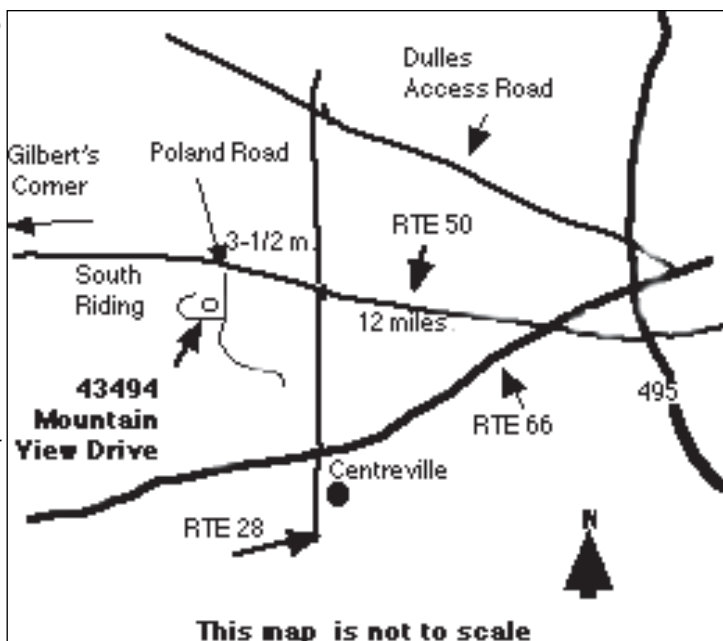 Dulles
Access Road
Gilbert's
Corner
Poland Road
3-1/2 m.
RTE 50
South
Riding
12 miles.
43494
Mountain
View Drive
495
RTE 66
Centreville
RTE 28
N
This map is not to scale